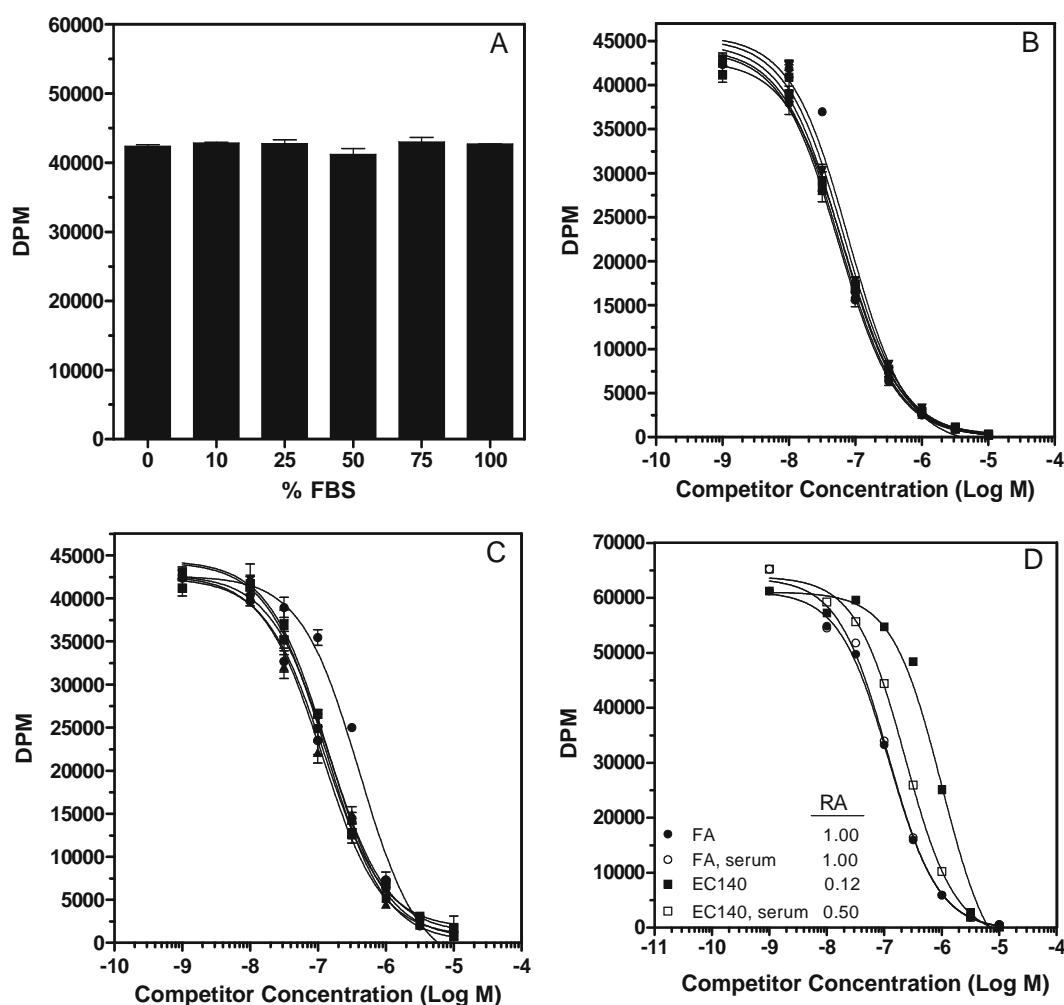 A
60000
50000
40000
30000
20000
10000
0
DPM
0 10 25 50 75 100
% FBS
B
45000
40000
35000
30000
25000
20000
15000
10000
5000
0
DPM
-10 -9 -8 -7 -6 -5 -4
Competitor Concentration (Log M)
C
45000
40000
35000
30000
25000
20000
15000
10000
5000
0
DPM
-10 -9 -8 -7 -6 -5 -4
Competitor Concentration (Log M)
D
70000
60000
50000
40000
30000
20000
10000
0
DPM
RA
FA 1.00
FA, serum 1.00
EC140 0.12
EC140, serum 0.50
-11 -10 -9 -8 -7 -6 -5 -4
Competitor Concentration (Log M)